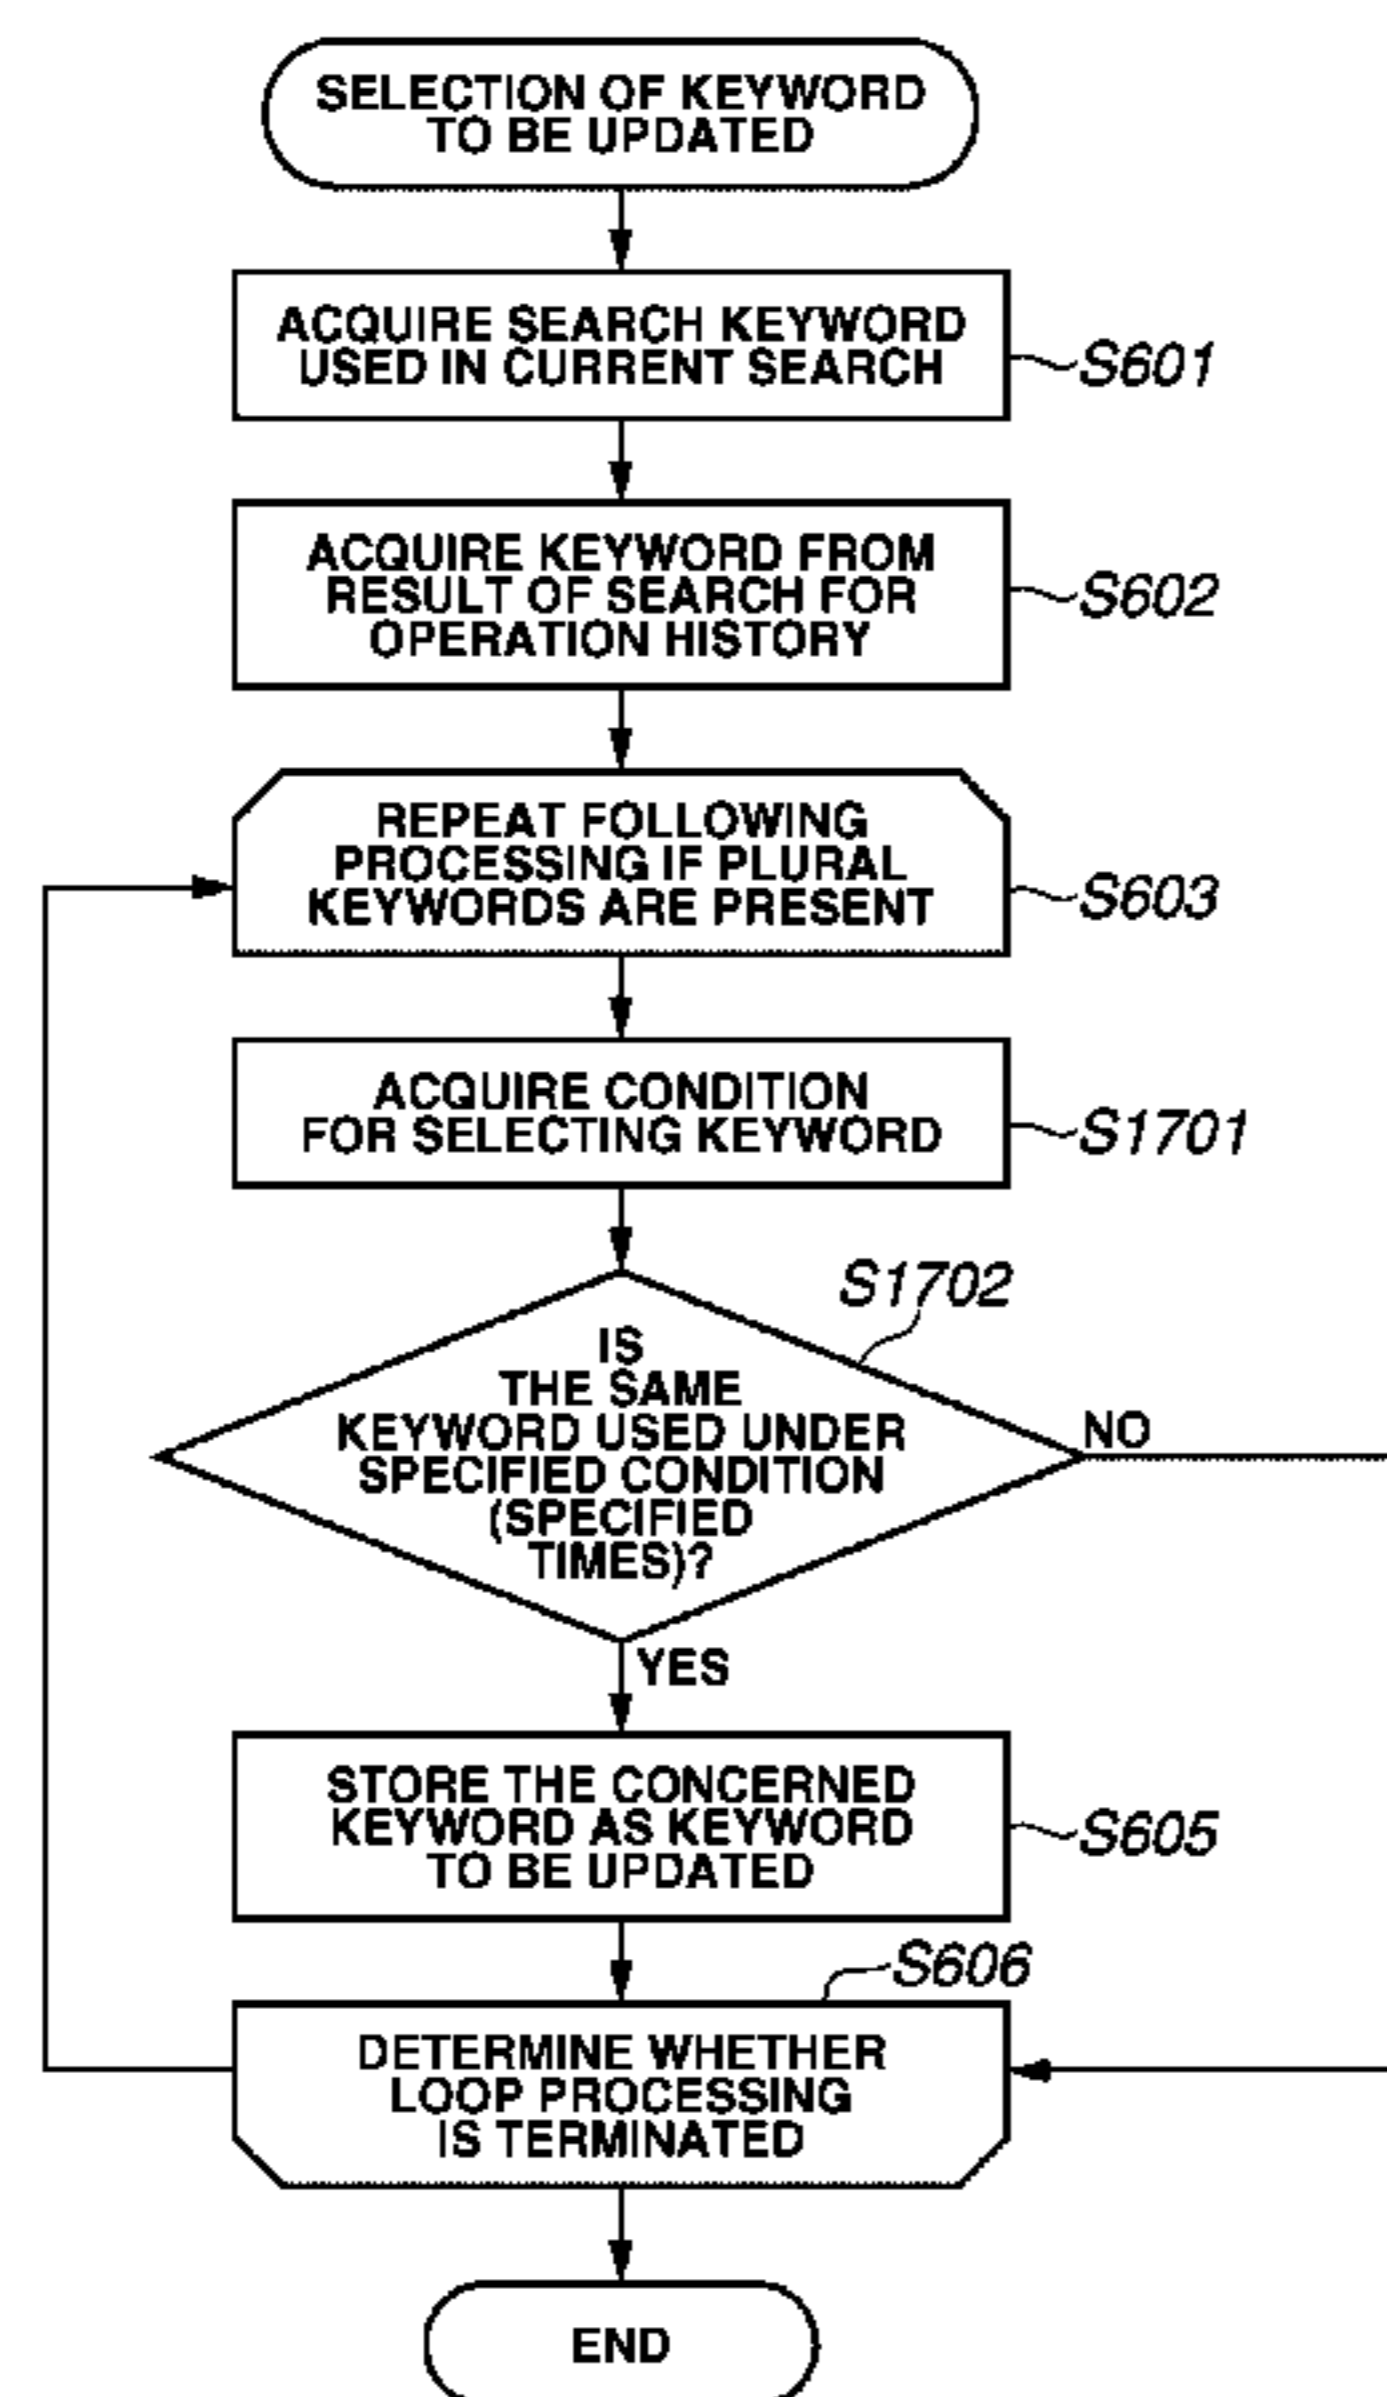 SELECTION OF KEYWORD
TO BE UPDATED
ACQUIRE SEARCH KEYWORD
USED IN CURRENT SEARCH
S601
ACQUIRE KEYWORD FROM
RESULT OF SEARCH FOR
OPERATION HISTORY
S602
REPEAT FOLLOWING
PROCESSING IF PLURAL
KEYWORDS ARE PRESENT
S603
ACQUIRE CONDITION
FOR SELECTING KEYWORD
S1701
S1702
IS
THE SAME
KEYWORD USED UNDER
SPECIFIED CONDITION
(SPECIFIED
TIMES)?
NO
YES
STORE THE CONCERNED
KEYWORD AS KEYWORD
TO BE UPDATED
S605
S606
DETERMINE WHETHER
LOOP PROCESSING
IS TERMINATED
END